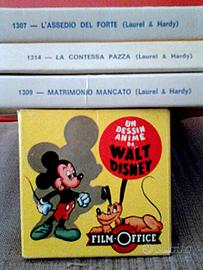 1307 - L'ASSEDIO DEL FORTE (Laurel & Hardy)
1314 - LA CONTESSA PAZZA (Laurel & Hardy)
1309 - MATRIMONIO MANCATO (Laurel & Hardy)
UN
DESSIN
ANIMÉ
DE
WALT
DISNEY
FILM-OFFICE